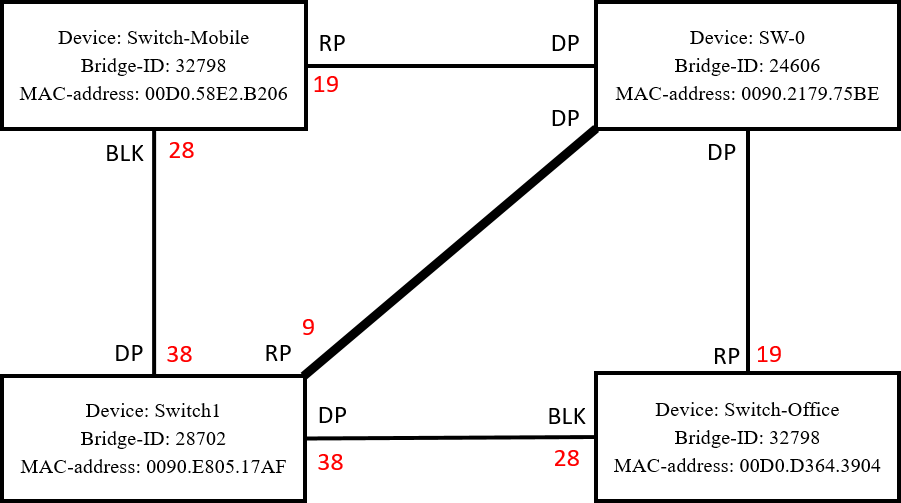 Device: Switch-Mobile
Bridge-ID: 32798
MAC-address: 00D0.58E2.B206
RP
19
DP
Device: SW-0
Bridge-ID: 24606
MAC-address: 0090.2179.75BE
DP
BLK
28
DP
9
DP
38
RP
RP
19
Device: Switch1
Bridge-ID: 28702
MAC-address: 0090.E805.17AF
DP
38
BLK
28
Device: Switch-Office
Bridge-ID: 32798
MAC-address: 00D0.D364.3904